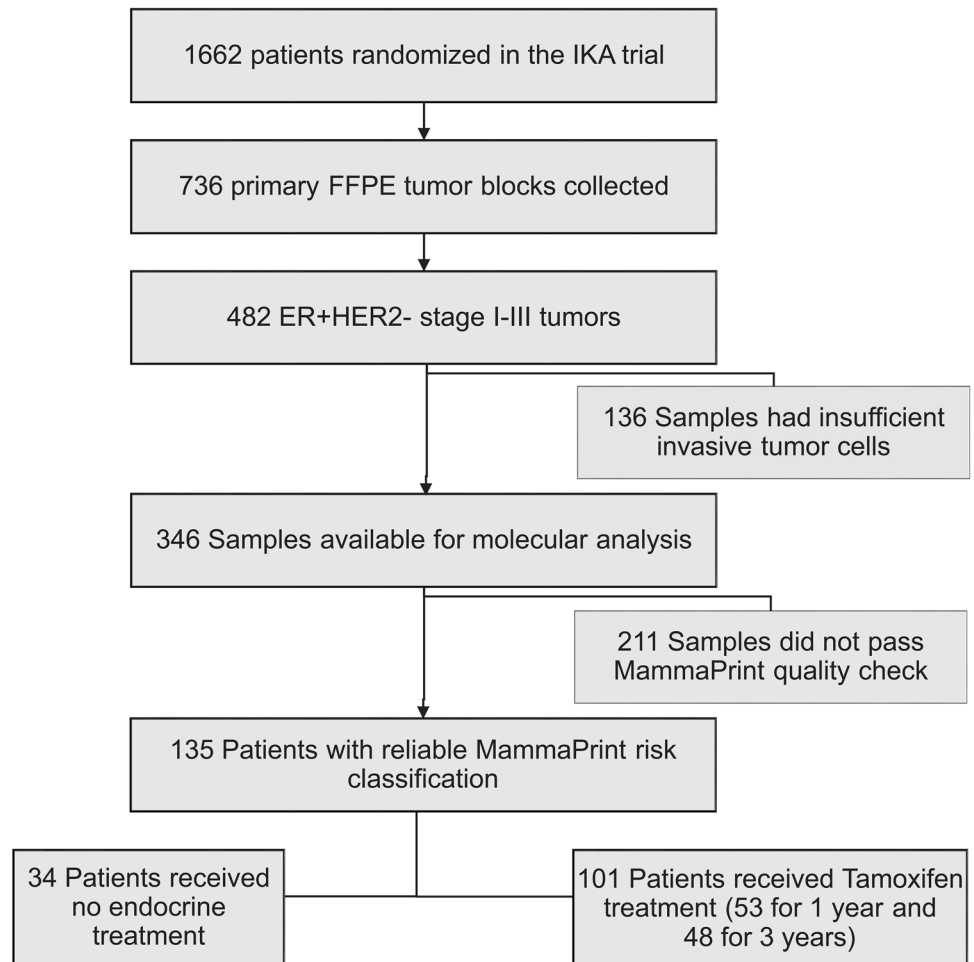 1662 patients randomized in the IKA trial
736 primary FFPE tumor blocks collected
482 ER+HER2- stage I-III tumors
136 Samples had insufficient
invasive tumor cells
346 Samples available for molecular analysis
211 Samples did not pass
MammaPrint quality check
135 Patients with reliable MammaPrint risk
classification
34 Patients received
no endocrine
treatment
101 Patients received Tamoxifen
treatment (53 for 1 year and
48 for 3 years)